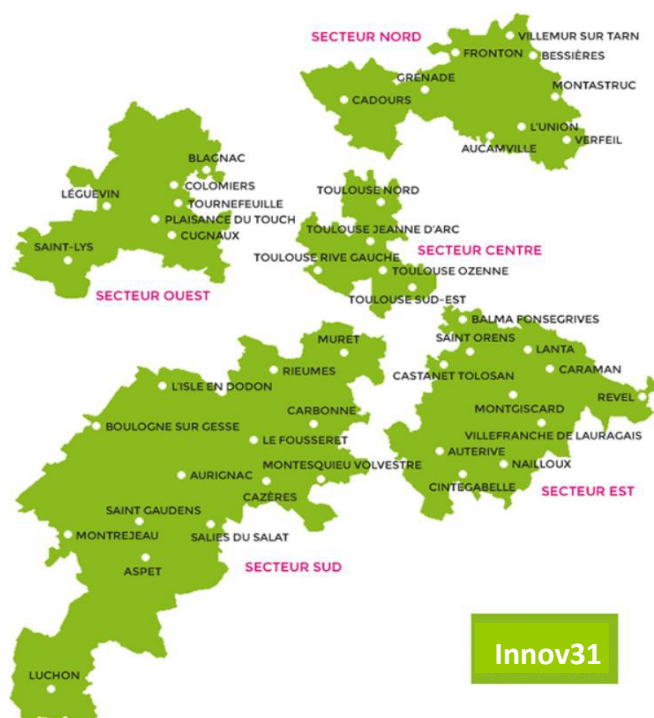 SECTEUR NORD
VILLEMUR SUR TARN
FRONTON
BESSIÈRES
GRENADE
MONTASTRUC
CADOURS
L'UNION
VERFEIL
AUCAMVILLE
BLAGNAC
COLOMIERS
LÉGUEVIN
TOURNEFEUILLE
PLAISANCE DU TOUCH
CUGNAUX
SAINT-LYS
SECTEUR OUEST
TOULOUSE NORD
TOULOUSE JEANNE D'ARC
SECTEUR CENTRE
TOULOUSE RIVE GAUCHE
TOULOUSE OZENNE
TOULOUSE SUD-EST
BALMA FONSEGRIVES
SAINT ORENS
LANTA
CASTANET TOLOSAN
CARAMAN
REVEL
MONTGISCARD
VILLEFRANCHE DE LAURAGAIS
AUTERIVE
NAILLOUX
CINTEGABELLE
SECTEUR EST
MURET
RIEUMES
L'ISLE EN DODON
CARBONNE
BOULOGNE SUR GESSE
LE FOUSSERET
MONTESQUIEU VOLVESTRE
AURIGNAC
CAZÈRES
SAINT GAUDENS
MONTREJEAU
SALIES DU SALAT
ASPET
SECTEUR SUD
LUCHON
Innov31